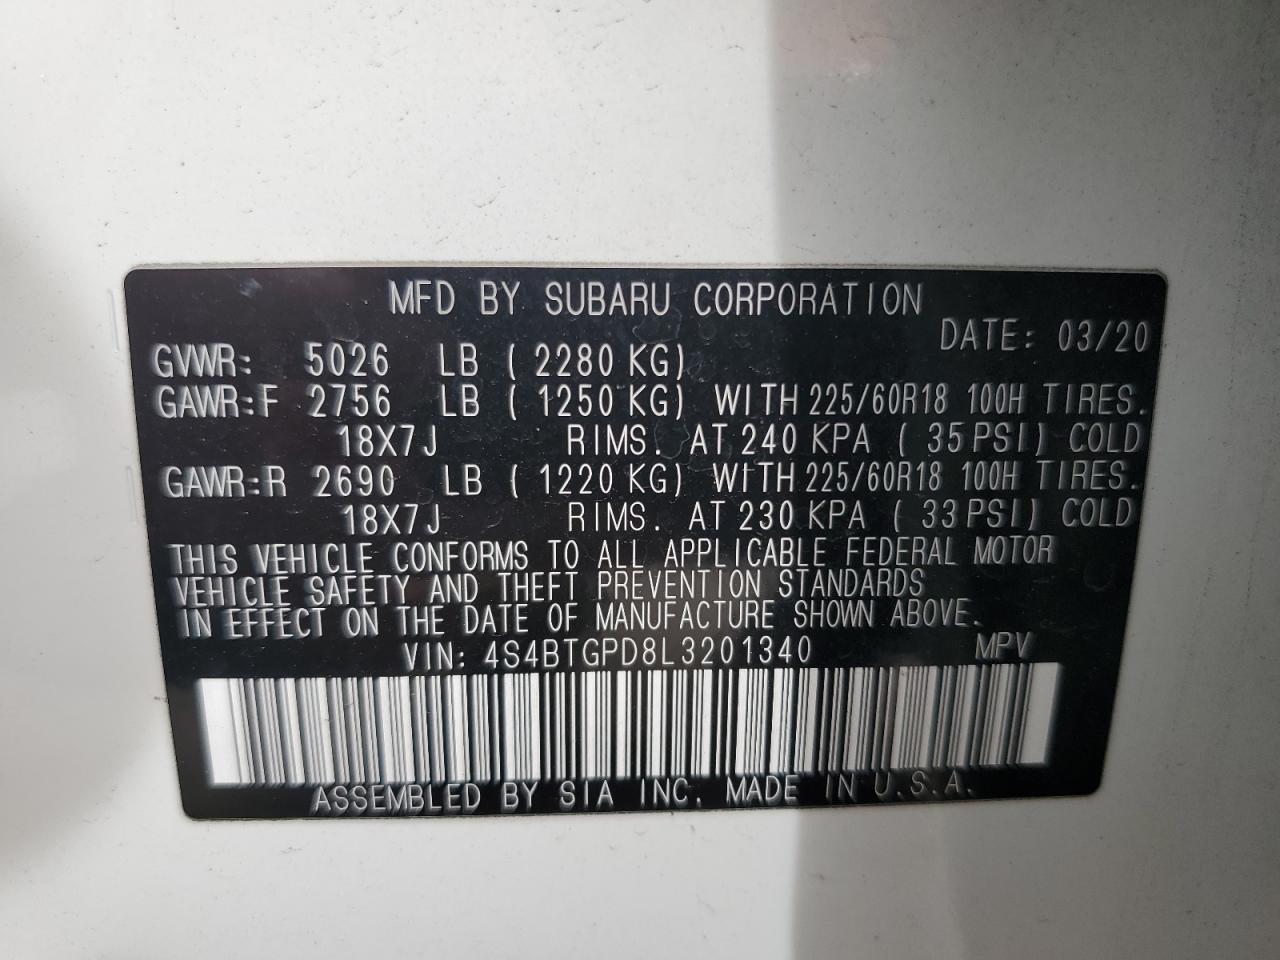 MFD BY SUBARU CORPORATION
DATE: 03/20
GVWR: 5026 LB ( 2280 KG)
GAWR:F 2756 LB ( 1250 KG) WITH 225/60R18 100H TIRES.
18X7J RIMS. AT 240 KPA ( 35 PSI) COLD
GAWR:R 2690 LB ( 1220 KG) WITH 225/60R18 100H TIRES.
18X7J RIMS. AT 230 KPA ( 33 PSI) COLD
THIS VEHICLE CONFORMS TO ALL APPLICABLE FEDERAL MOTOR
VEHICLE SAFETY AND THEFT PREVENTION STANDARDS
IN EFFECT ON THE DATE OF MANUFACTURE SHOWN ABOVE.
VIN: 4S4BTGPD8L3201340 MPV
ASSEMBLED BY SIA INC. MADE IN U.S.A.